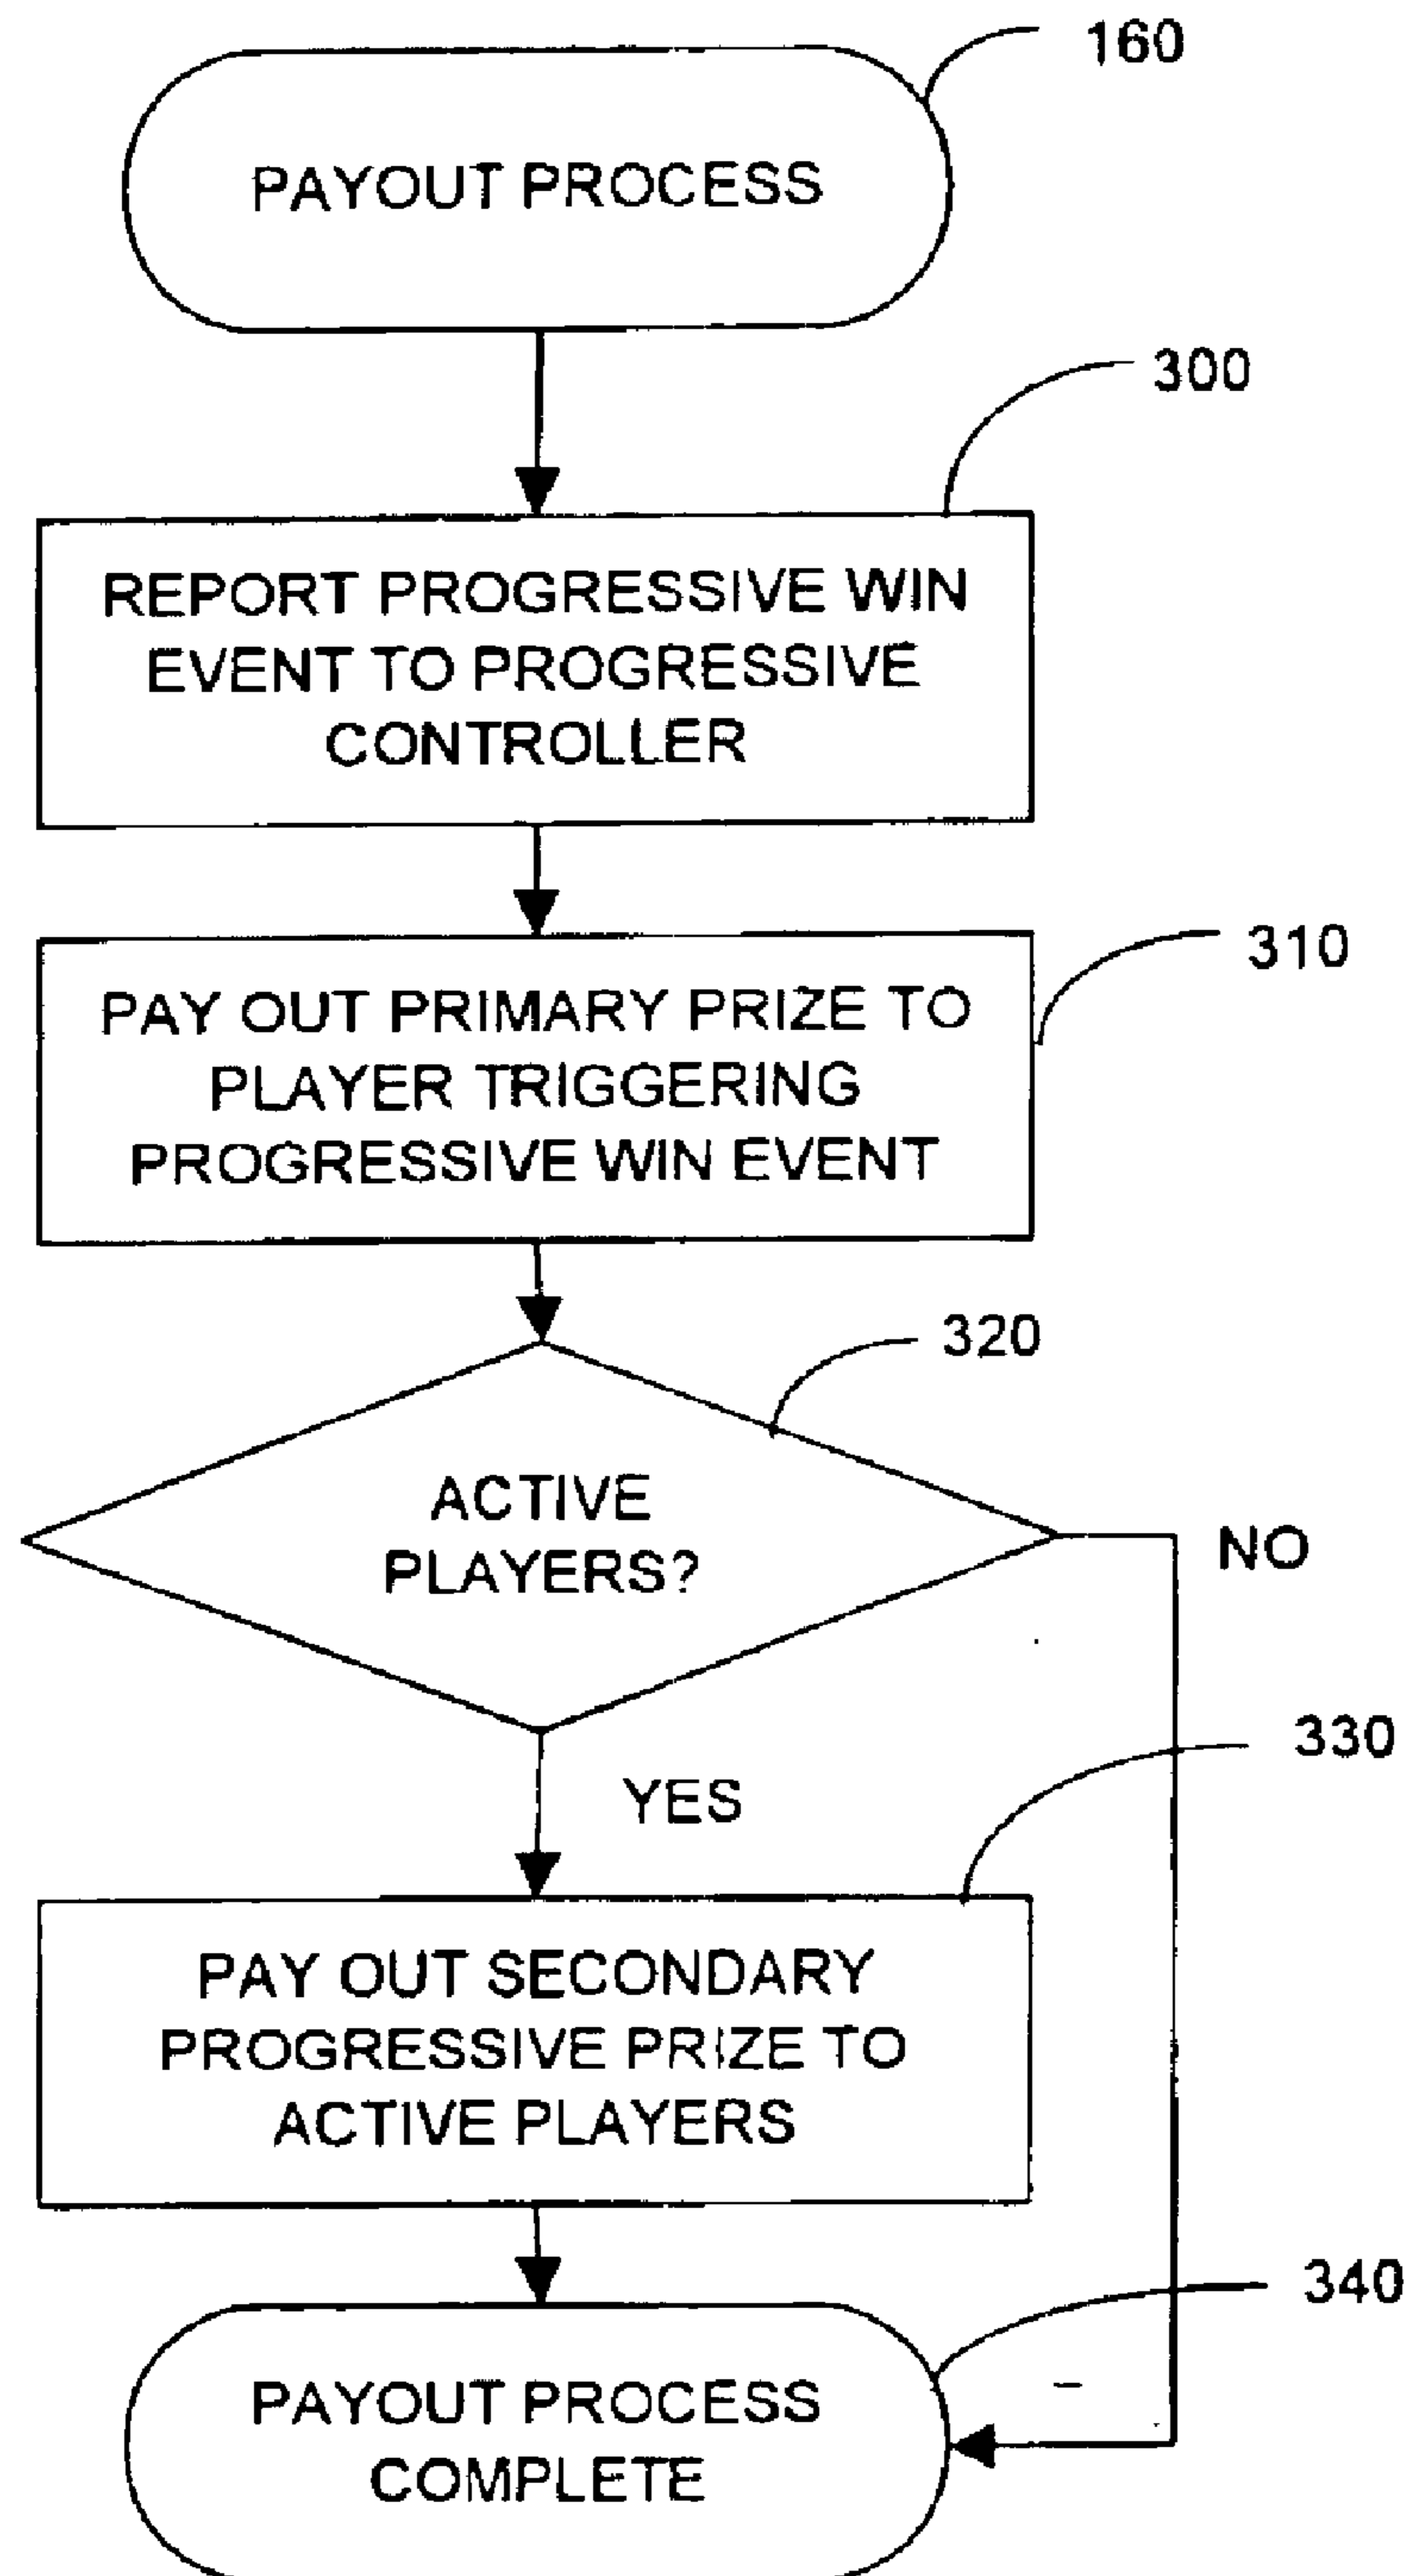 160
PAYOUT PROCESS
300
REPORT PROGRESSIVE WIN
EVENT TO PROGRESSIVE
CONTROLLER
310
PAY OUT PRIMARY PRIZE TO
PLAYER TRIGGERING
PROGRESSIVE WIN EVENT
320
ACTIVE
PLAYERS?
NO
YES
330
PAY OUT SECONDARY
PROGRESSIVE PRIZE TO
ACTIVE PLAYERS
340
PAYOUT PROCESS
COMPLETE